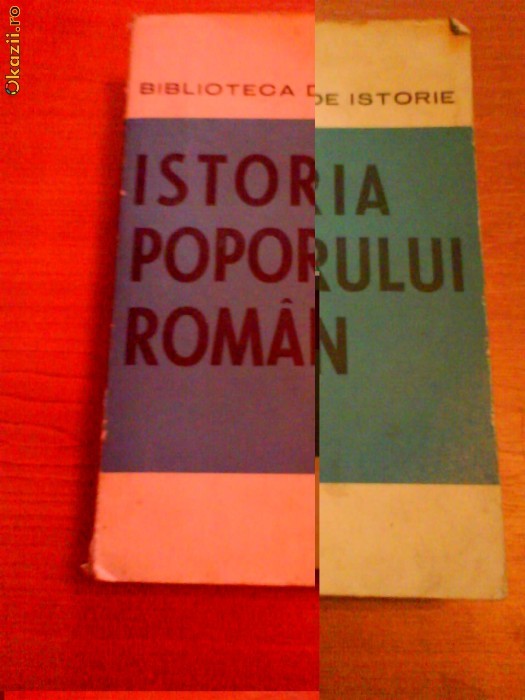 Okazii.ro
BIBLIOTECA DE ISTORIE
ISTORIA
POPORULUI
ROMÂN